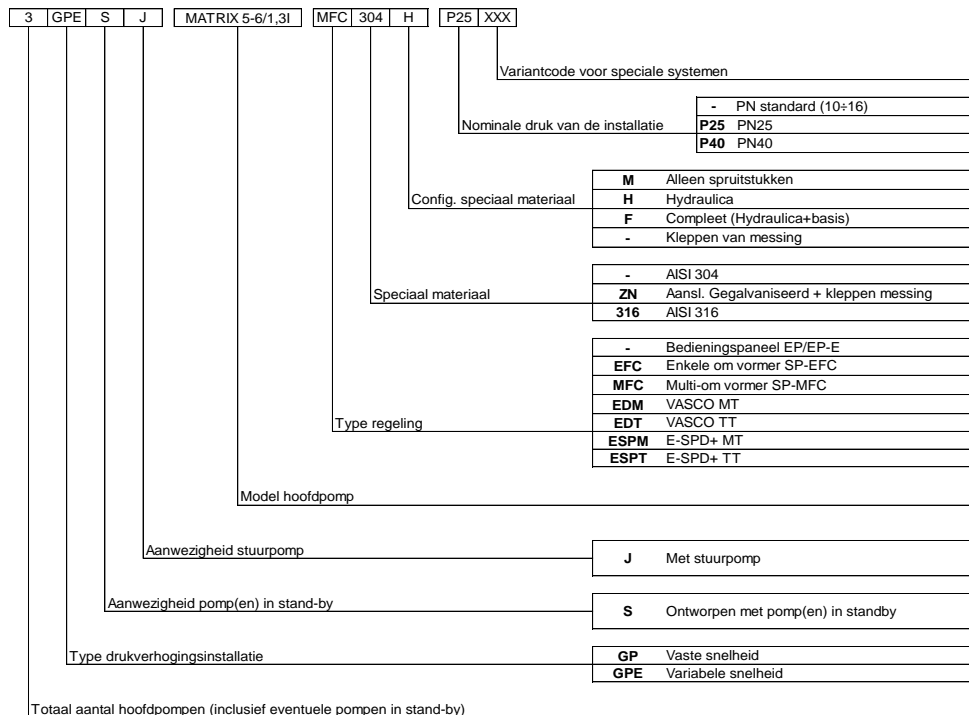 3 GPE S J MATRIX 5-6/1,3I MFC 304 H P25 XXX
Variantcode voor speciale systemen
- PN standard (10÷16)
Nominale druk van de installatie P25 PN25
P40 PN40
M Alleen spruitstukken
Config. speciaal materiaal H Hydraulica
F Compleet (Hydraulica+basis)
- Kleppen van messing
- AISI 304
Speciaal materiaal ZN Aansl. Gegalvaniseerd + kleppen messing
316 AISI 316
- Bedieningspaneel EP/EP-E
EFC Enkele om vormer SP-EFC
MFC Multi-om vormer SP-MFC
EDM VASCO MT
Type regeling EDT VASCO TT
ESPM E-SPD+ MT
ESPT E-SPD+ TT
Model hoofdpomp
Aanwezigheid stuurpomp
J Met stuurpomp
Aanwezigheid pomp(en) in stand-by
S Ontworpen met pomp(en) in standby
Type drukverhogingsinstallatie GP Vaste snelheid
GPE Variabele snelheid
Totaal aantal hoofdpompen (inclusief eventuele pompen in stand-by)